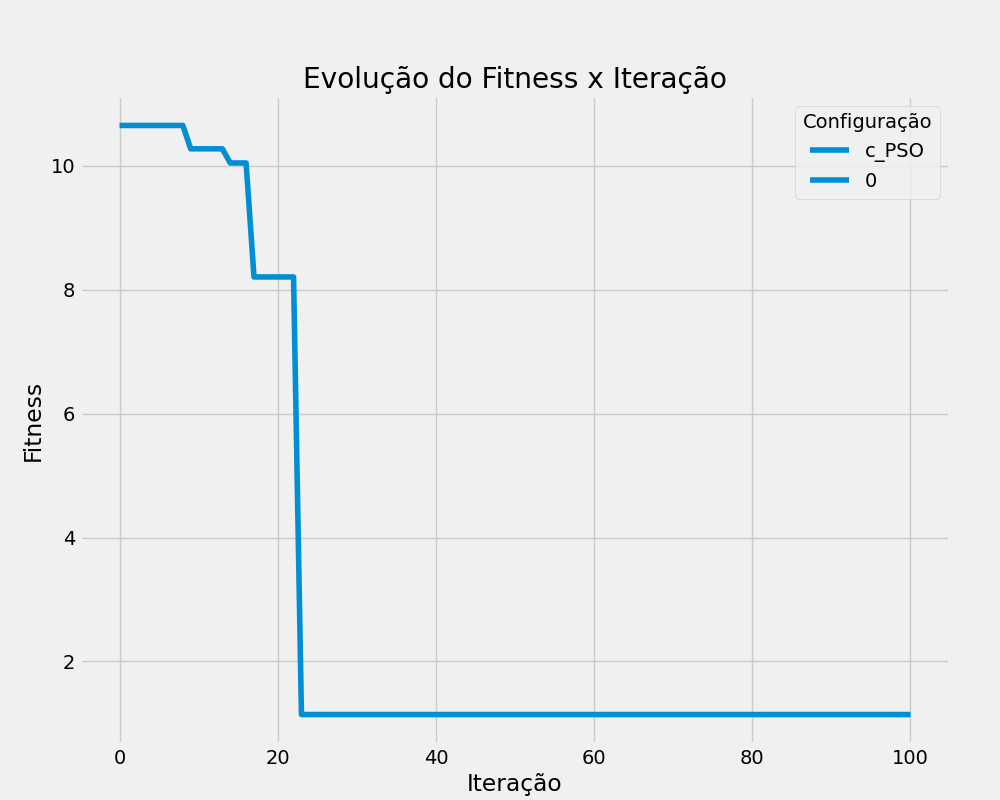 Evolução do Fitness x Iteração
Configuração
c_PSO
0
10
8
6
4
2
Fitness
0 20 40 60 80 100
Iteração